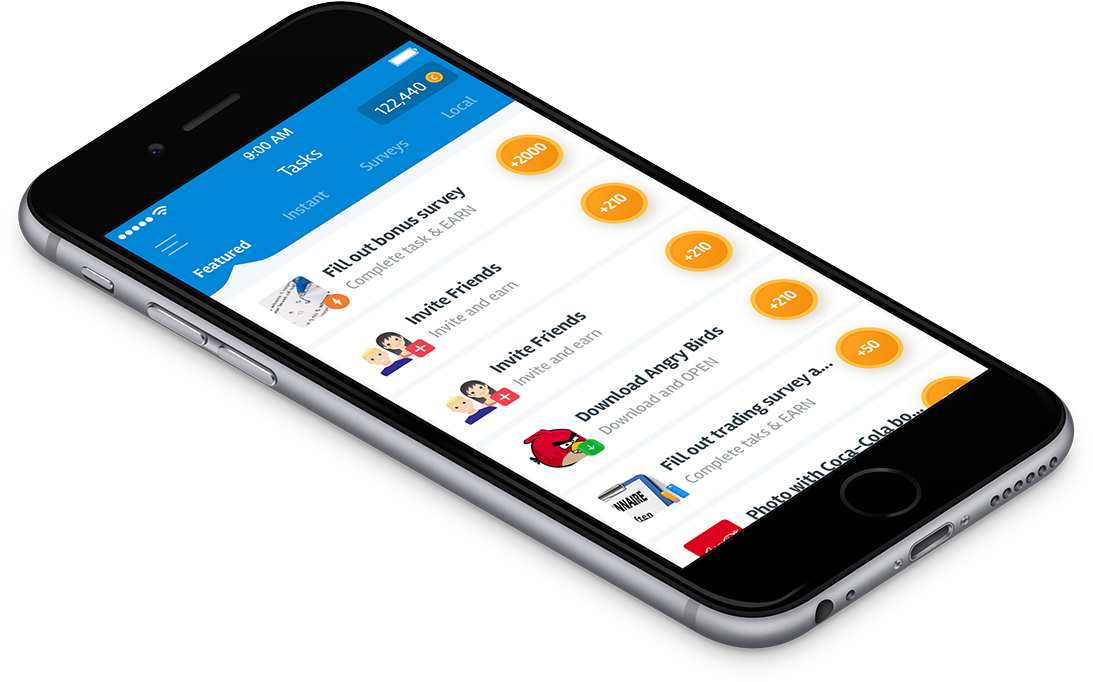 9:00 AM
Tasks
122,440 C
Featured
Instant
Surveys
Local
Fill out bonus survey
Complete task & EARN
+2000
Invite Friends
Invite and earn
+210
Invite Friends
Invite and earn
+210
Download Angry Birds
Download and OPEN
+210
Fill out trading survey a...
Complete taks & EARN
+50
NNAIRE
Photo with Coca-Cola bo...